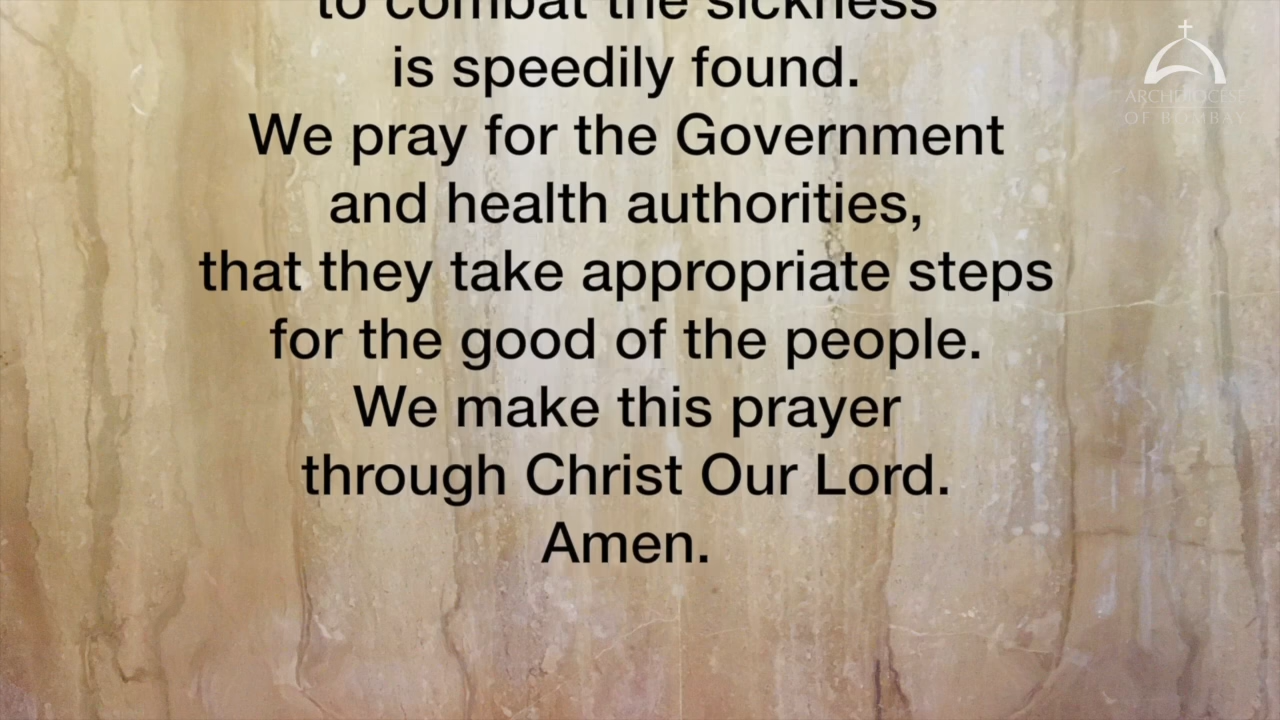 to combat the sickness
is speedily found.
We pray for the Government
and health authorities,
that they take appropriate steps
for the good of the people.
We make this prayer
through Christ Our Lord.
Amen.
ARCHDIOCESE
OF BOMBAY